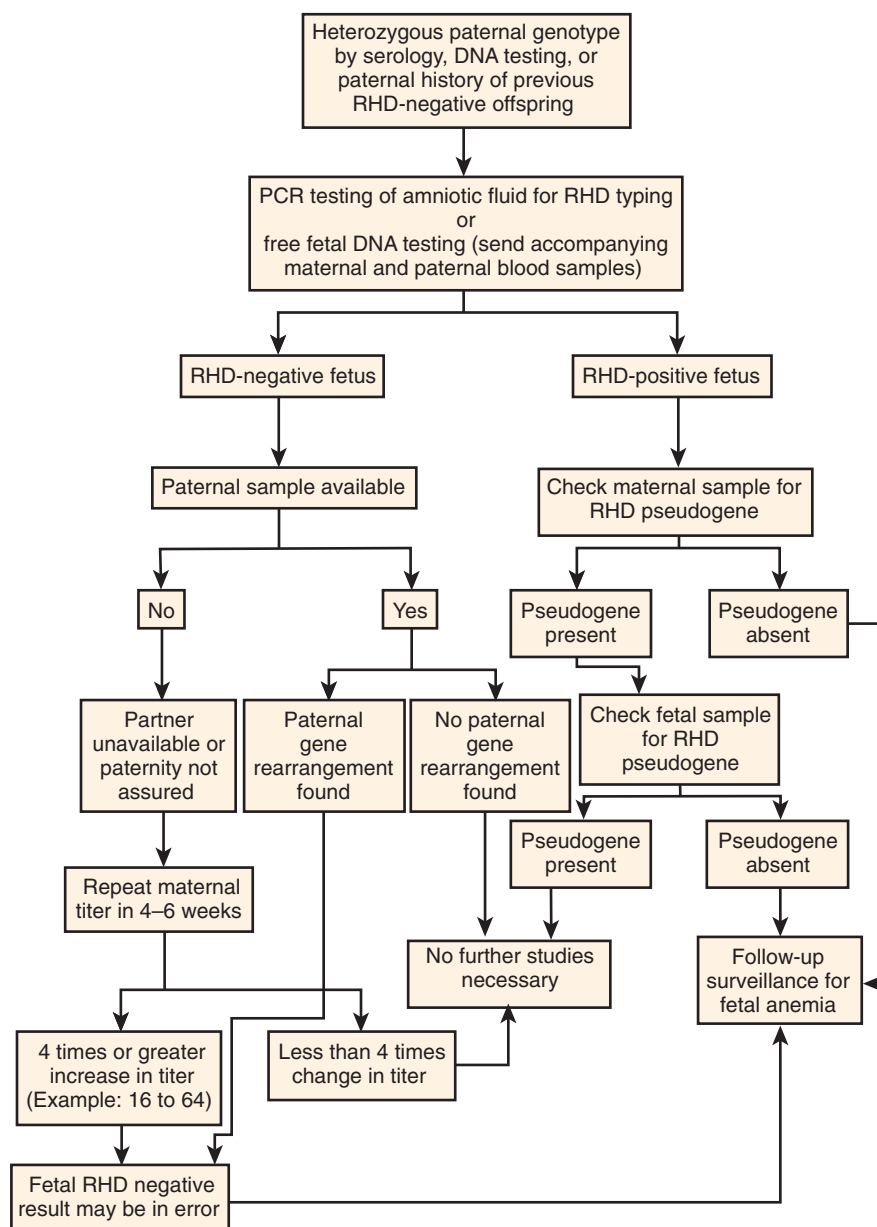 Heterozygous paternal genotype
by serology, DNA testing, or
paternal history of previous
RHD-negative offspring
PCR testing of amniotic fluid for RHD typing
or
free fetal DNA testing (send accompanying
maternal and paternal blood samples)
RHD-negative fetus
RHD-positive fetus
Paternal sample available
Check maternal sample for
RHD pseudogene
No
Yes
Pseudogene
present
Pseudogene
absent
Partner
unavailable or
paternity not
assured
Paternal
gene
rearrangement
found
No paternal
gene
rearrangement
found
Check fetal sample
for RHD
pseudogene
Pseudogene
present
Pseudogene
absent
Repeat maternal
titer in 4–6 weeks
No further studies
necessary
Follow-up
surveillance for
fetal anemia
4 times or greater
increase in titer
(Example: 16 to 64)
Less than 4 times
change in titer
Fetal RHD negative
result may be in error